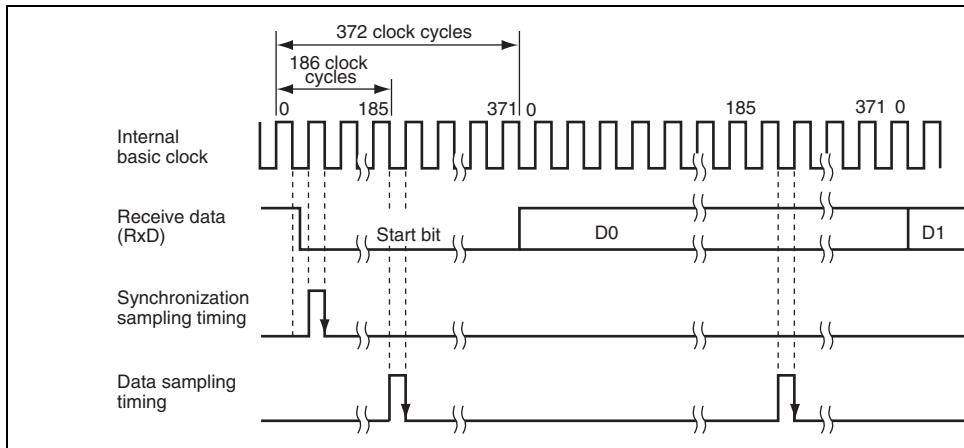 372 clock cycles
186 clock
cycles
0 185 371 0 185 371 0
Internal
basic clock
Receive data
(RxD)
Start bit D0 D1
Synchronization
sampling timing
Data sampling
timing